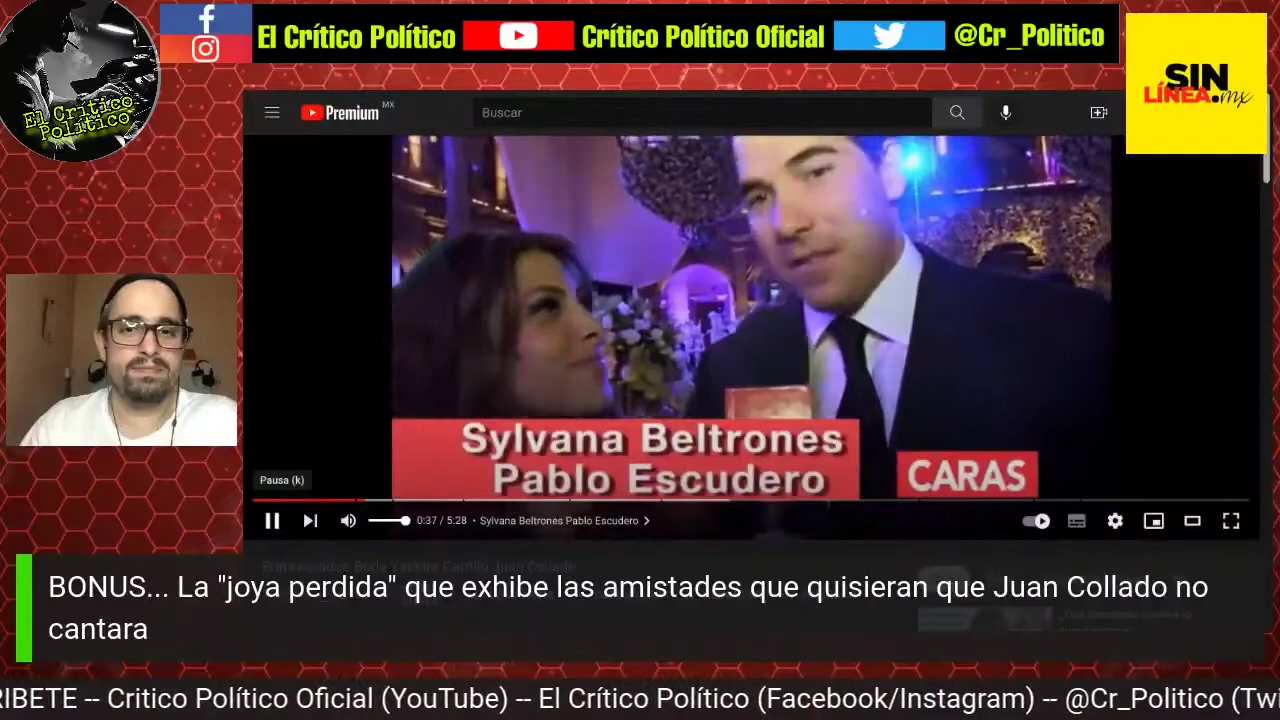 El Crítico Político
Crítico Político Oficial
@Cr_Politico
El Crítico
Político
SIN
LÍNEA.mx
Premium MX
Buscar
Sylvana Beltrones
Pablo Escudero
CARAS
Pausa (k)
0:37 / 5:28 • Sylvana Beltrones Pablo Escudero
BONUS... La "joya perdida" que exhibe las amistades que quisieran que Juan Collado no
cantara
RIBETE -- Critico Político Oficial (YouTube) -- El Crítico Político (Facebook/Instagram) -- @Cr_Politico (Twi